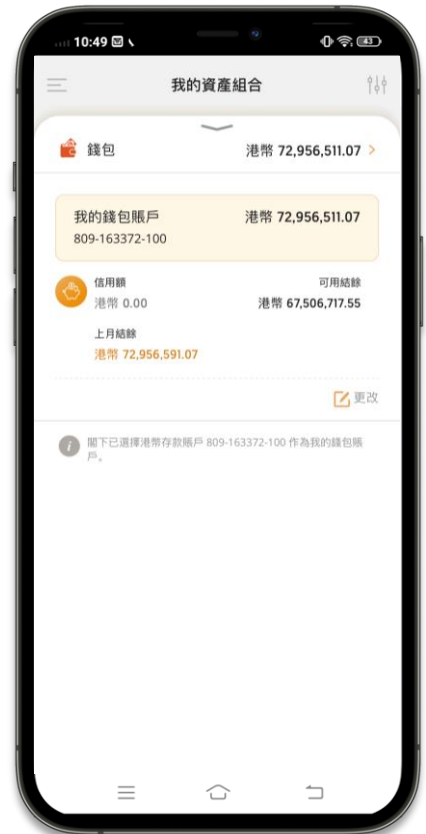 10:49
43
我的資產組合
錢包 港幣 72,956,511.07 >
我的錢包賬戶 港幣 72,956,511.07
809-163372-100
信用額 可用結餘
港幣 0.00 港幣 67,506,717.55
上月結餘
港幣 72,956,591.07
更改
閣下已選擇港幣存款賬戶 809-163372-100 作為我的錢包賬
戶。